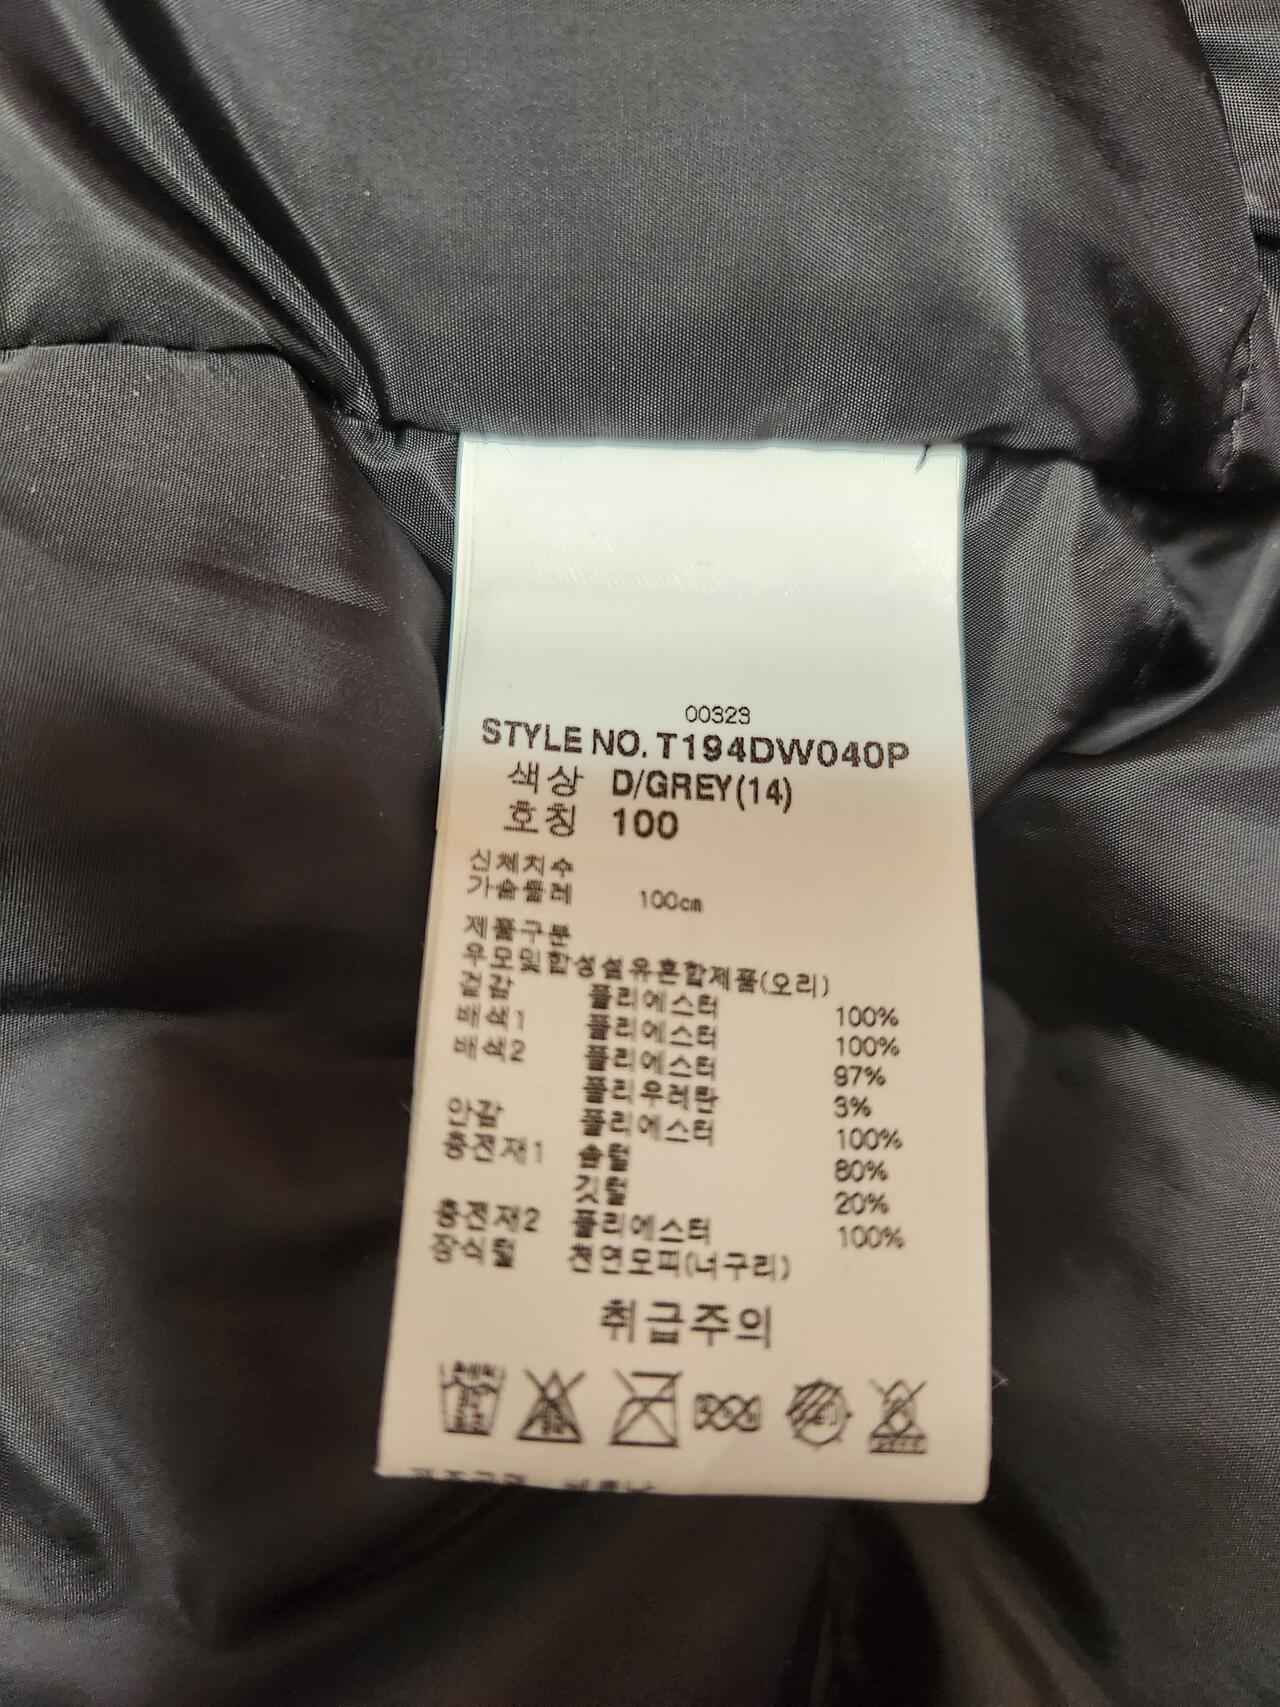 00323
STYLE NO. T194DW040P
색상 D/GREY(14)
호칭 100
신체치수
가슴둘레 100cm
제품구분
우모및합성섬유혼합제품(오리)
겉감 폴리에스터 100%
배색1 폴리에스터 100%
배색2 폴리에스터 97%
폴리우레탄 3%
안감 폴리에스터 100%
충전재1 솜털 80%
깃털 20%
충전재2 폴리에스터 100%
장식털 천연모피(너구리)
취급주의